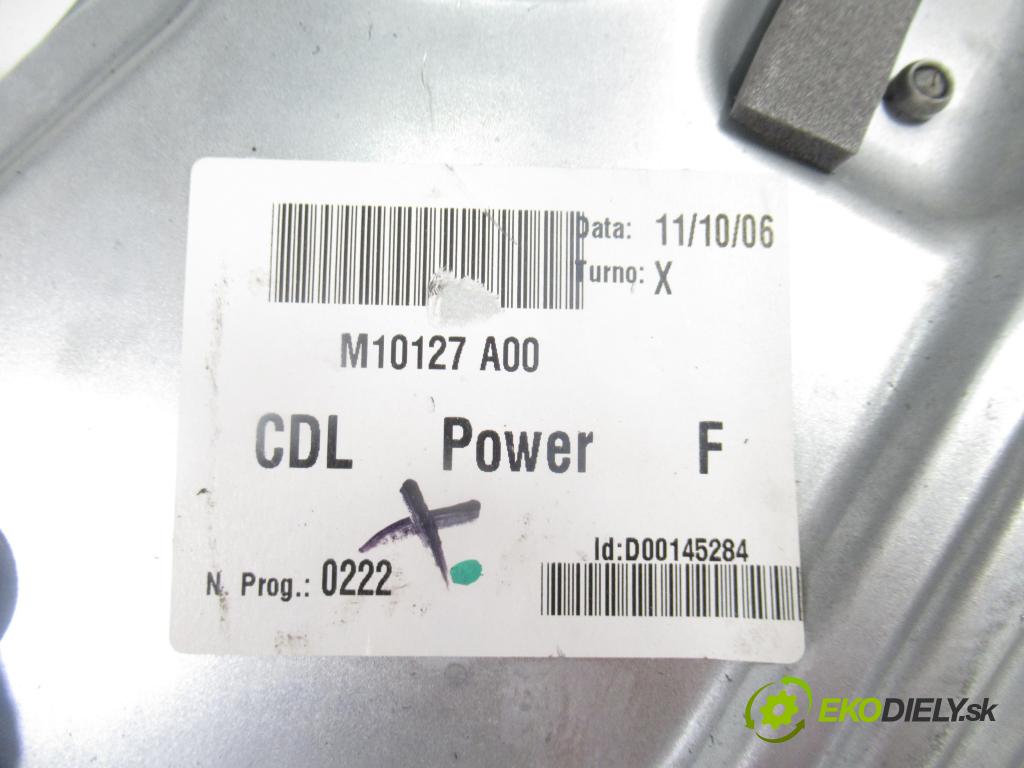 Data: 11/10/06
Turno: X
M10127 A00
CDL Power F
Id:D00145284
N. Prog.: 0222
EKODIELY.sk